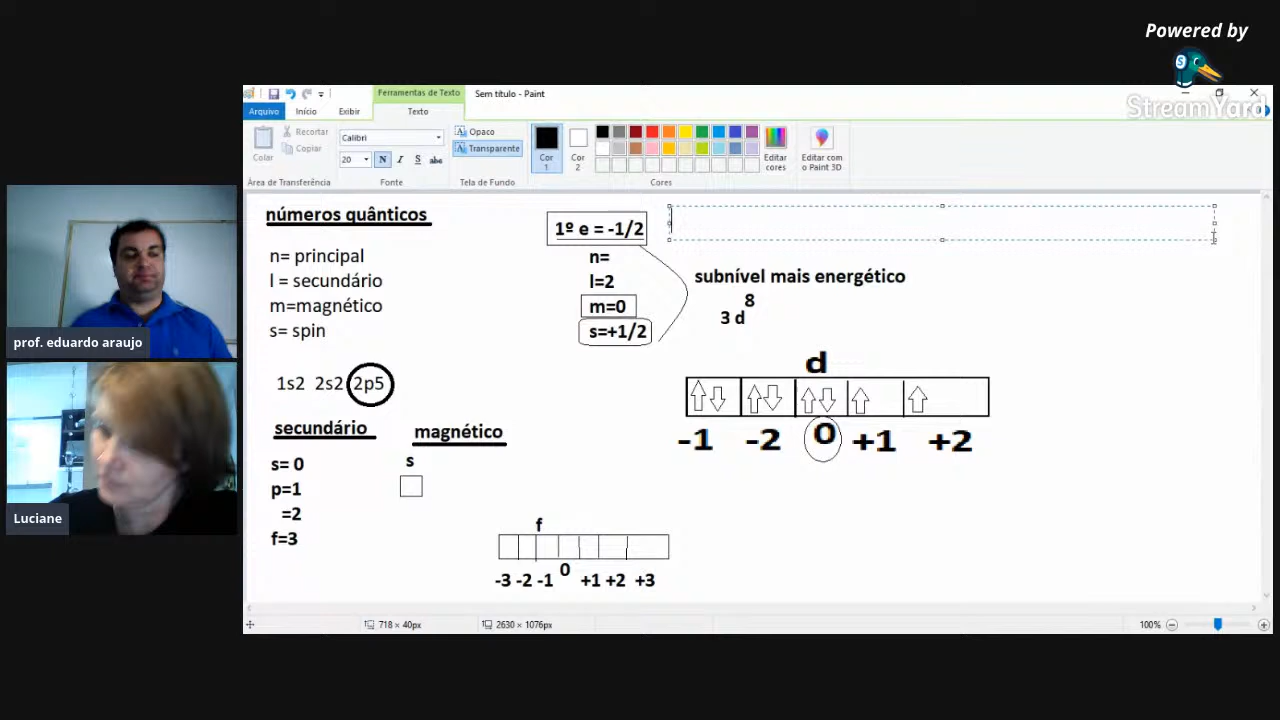 Powered by
StreamYard
Ferramentas de Texto
Sem título - Paint
Arquivo
Início
Exibir
Texto
Colar
Recortar
Copiar
Área de Transferência
Calibri
20
N I S abc
Fonte
Opaco
Transparente
Tela de Fundo
Cor 1
Cor 2
Editar cores
Cores
Editar com o Paint 3D
números quânticos
n= principal
l = secundário
m=magnético
s= spin
1s2 2s2 2p5
secundário
s= 0
p=1
=2
f=3
magnético
s
f
-3 -2 -1 0 +1 +2 +3
1º e = -1/2
n=
l=2
m=0
s=+1/2
subnível mais energético
8
3 d
d
-1 -2 0 +1 +2
prof. eduardo araujo
Luciane
718 × 40px
2630 × 1076px
100%